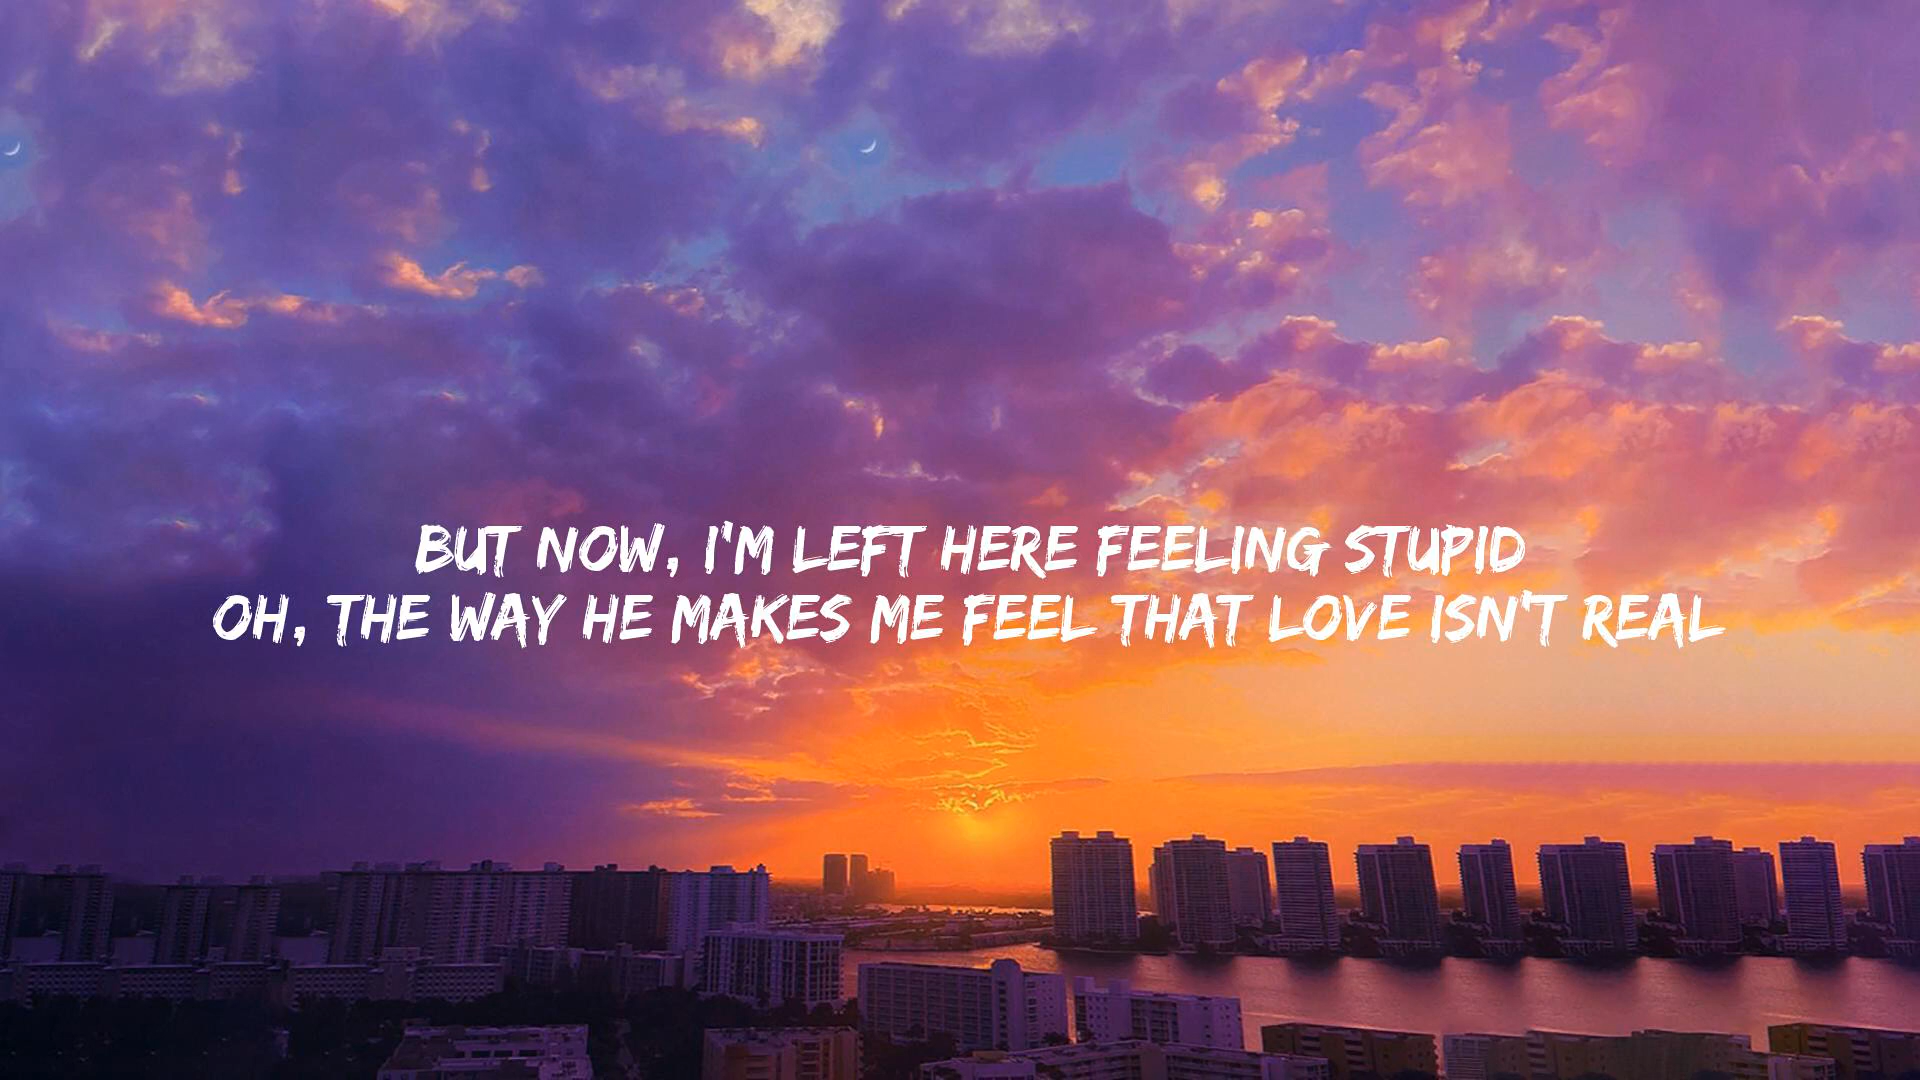 BUT NOW, I'M LEFT HERE FEELING STUPID
OH, THE WAY HE MAKES ME FEEL THAT LOVE ISN'T REAL